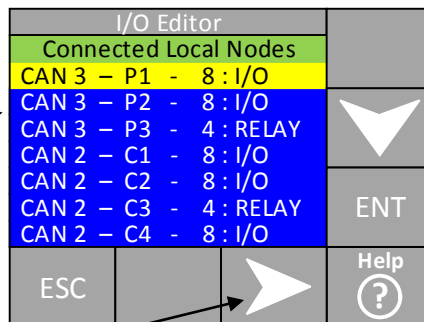 I/O Editor
Connected Local Nodes
CAN 3 – P1 - 8 : I/O
CAN 3 – P2 - 8 : I/O
CAN 3 – P3 - 4 : RELAY
CAN 2 – C1 - 8 : I/O
CAN 2 – C2 - 8 : I/O
CAN 2 – C3 - 4 : RELAY
CAN 2 – C4 - 8 : I/O
ENT
ESC
Help
?